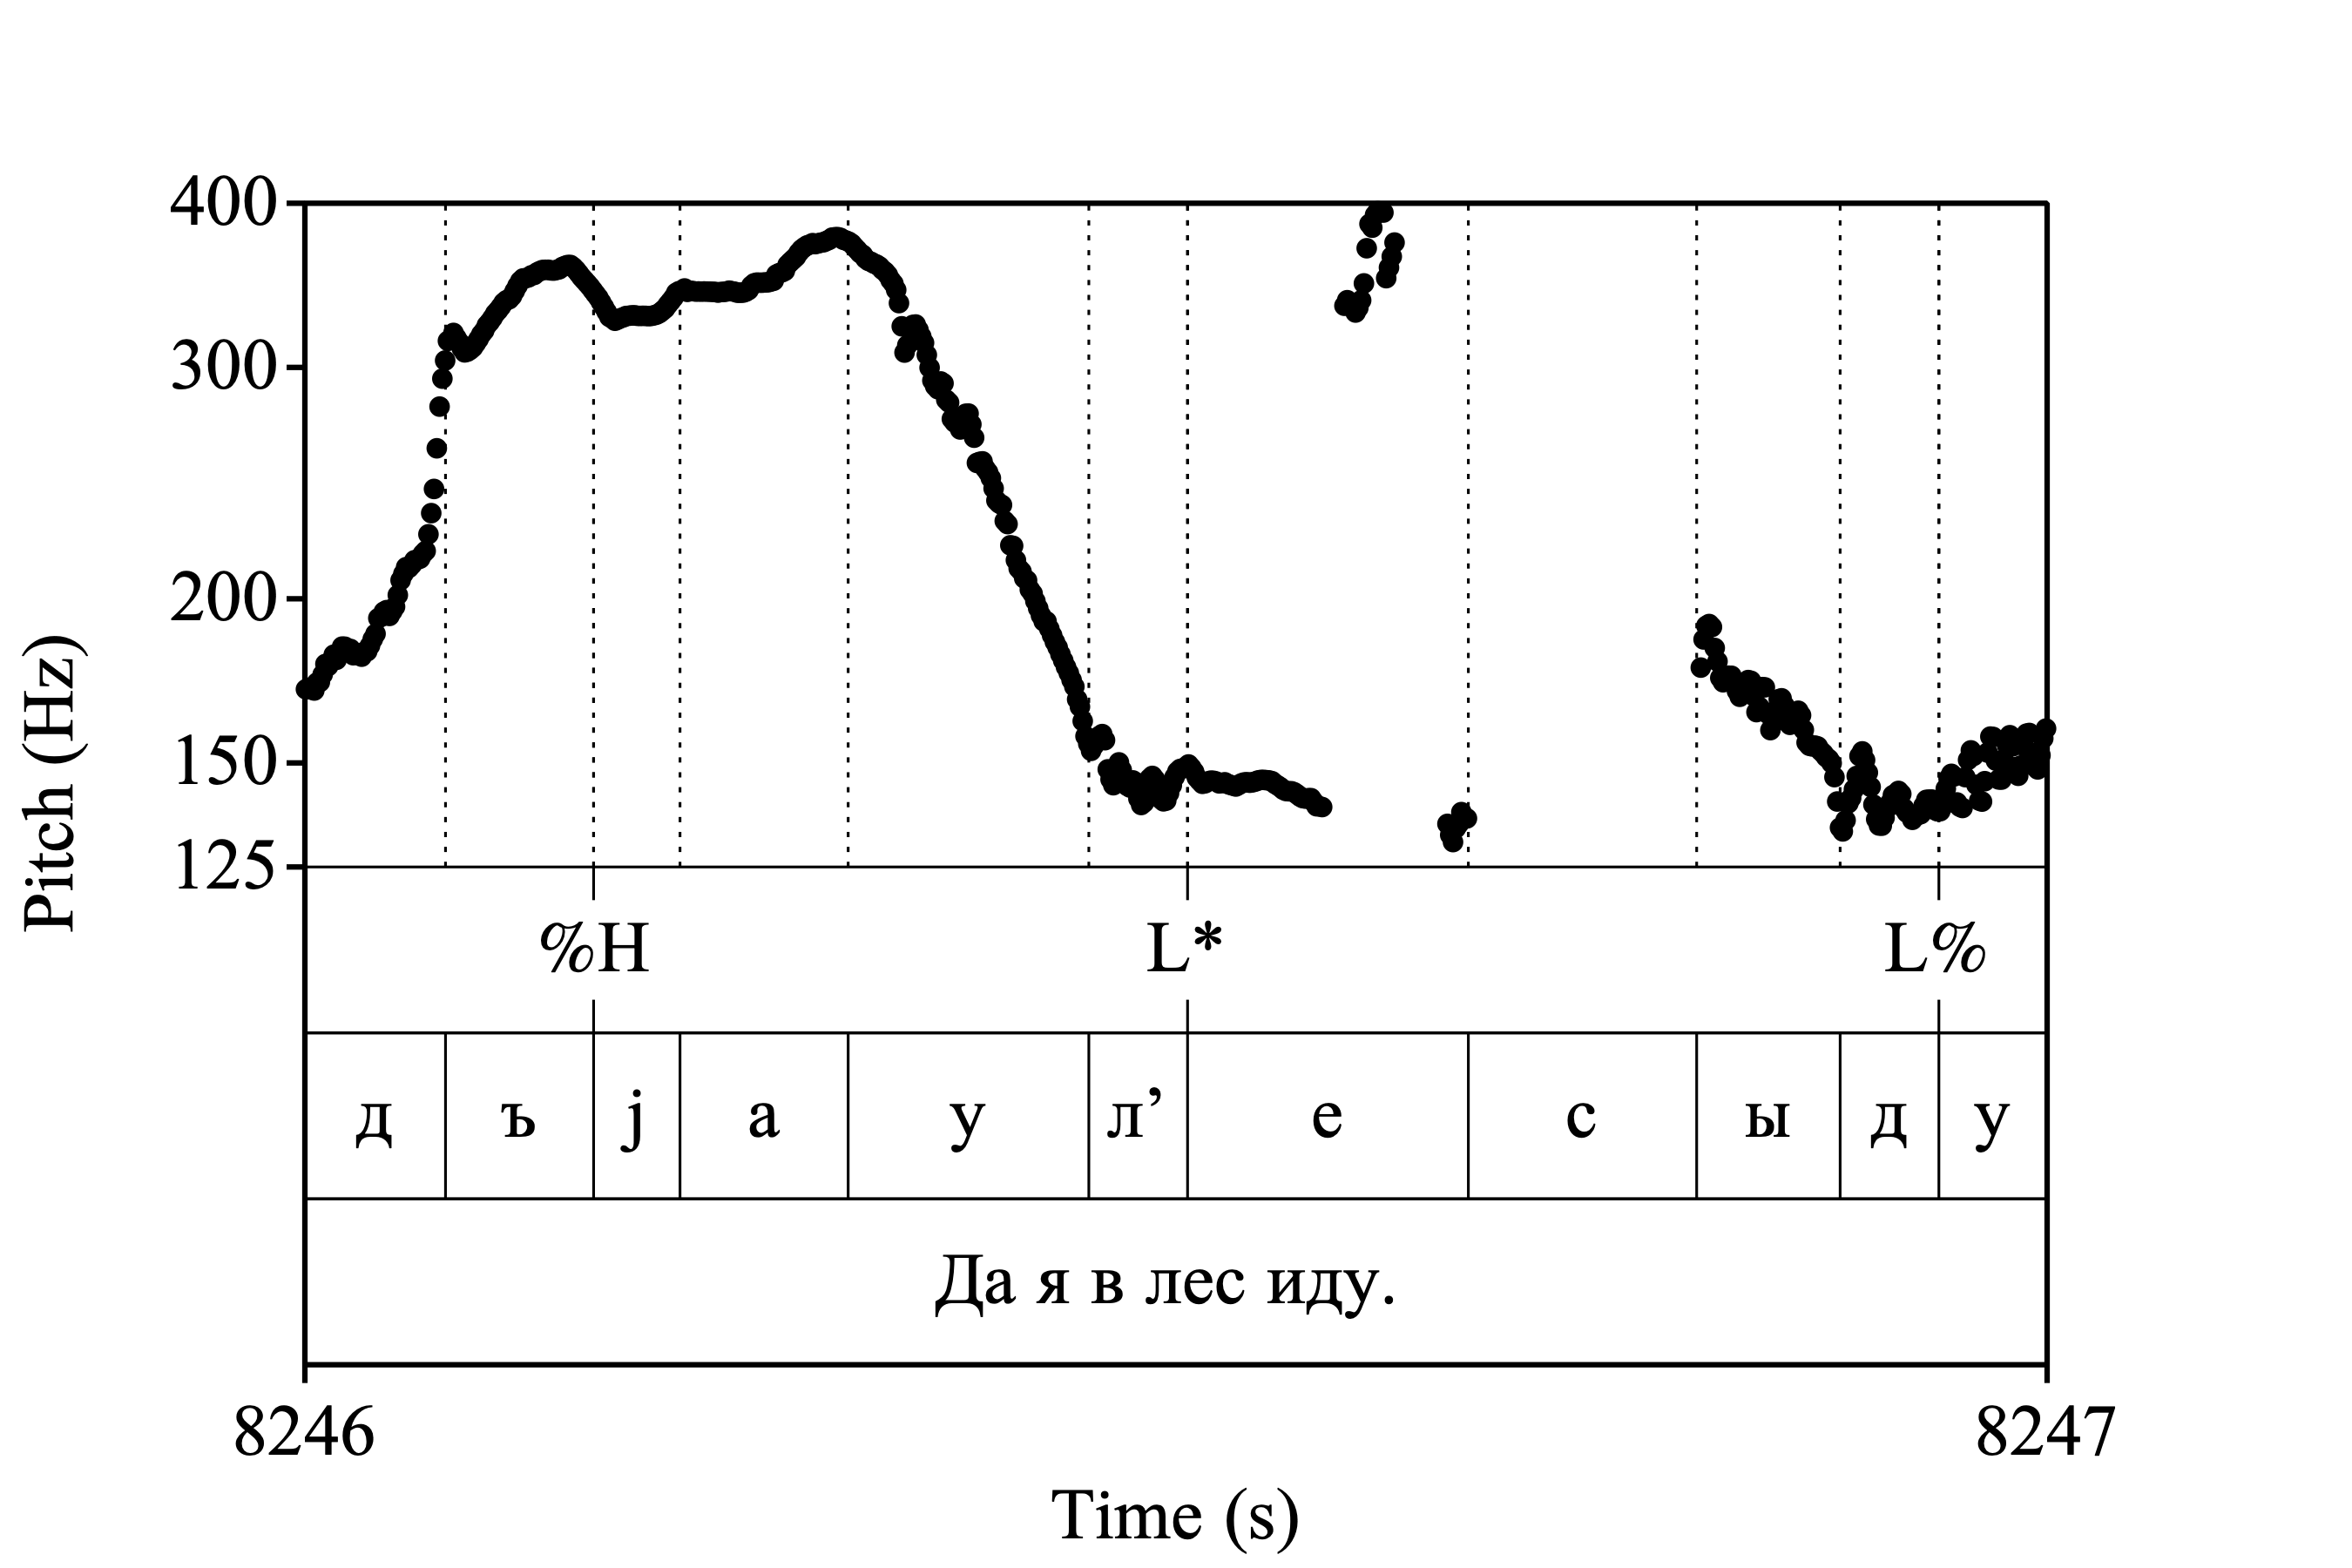 400
300
200
150
125
Pitch (Hz)
%H L* L%
д ъ j а у л’ е с ы д у
Да я в лес иду.
8246 8247
Time (s)